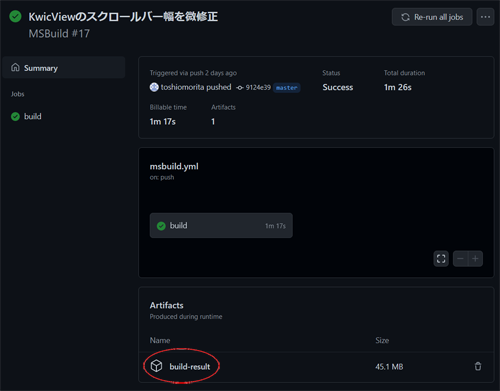 KwicViewのスクロールバー幅を微修正
MSBuild #17
Re-run all jobs
Summary
Jobs
build
Triggered via push 2 days ago
toshiomorita pushed 9124e39 master
Status
Success
Total duration
1m 26s
Billable time
1m 17s
Artifacts
1
msbuild.yml
on: push
build 1m 17s
Artifacts
Produced during runtime
Name Size
build-result 45.1 MB